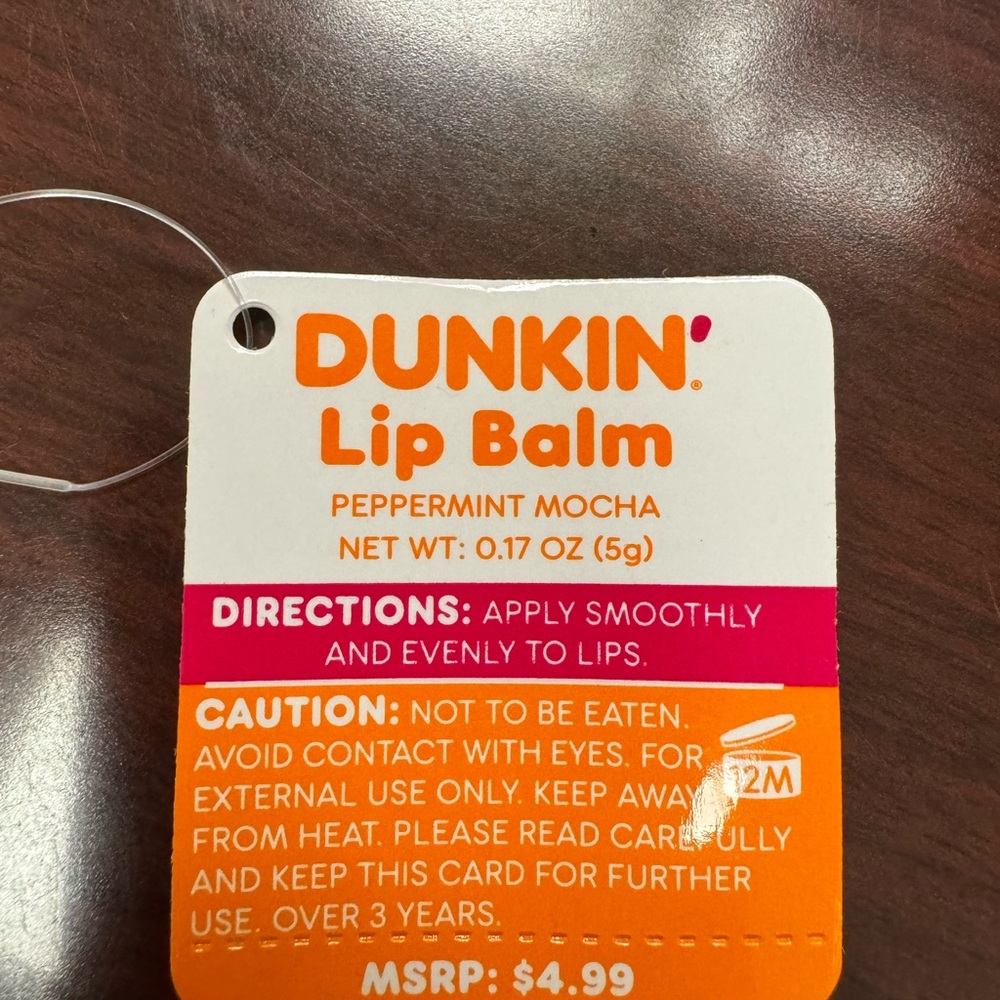 DUNKIN'®
Lip Balm
PEPPERMINT MOCHA
NET WT: 0.17 OZ (5g)
DIRECTIONS: APPLY SMOOTHLY
AND EVENLY TO LIPS.
CAUTION: NOT TO BE EATEN.
AVOID CONTACT WITH EYES. FOR
EXTERNAL USE ONLY. KEEP AWAY
12M
FROM HEAT. PLEASE READ CAREFULLY
AND KEEP THIS CARD FOR FURTHER
USE. OVER 3 YEARS.
MSRP: $4.99